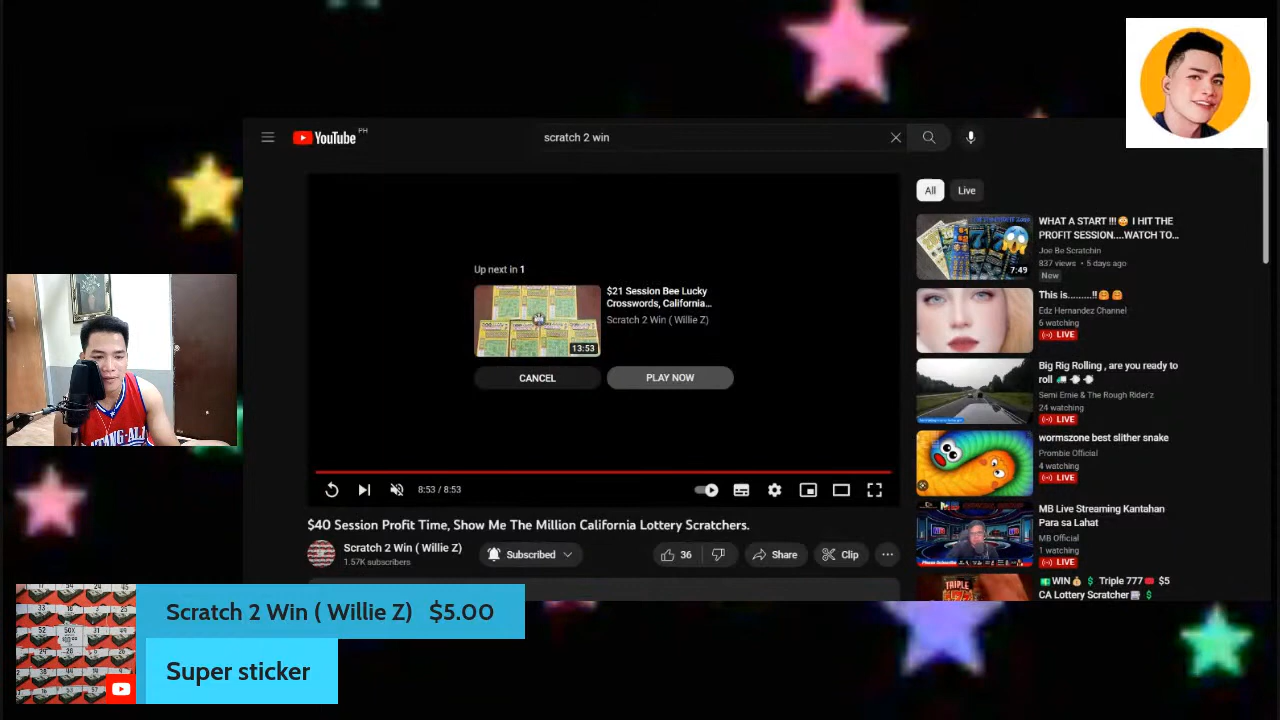 YouTube PH
scratch 2 win
Up next in 1
13:53
$21 Session Bee Lucky
Crosswords, California...
Scratch 2 Win ( Willie Z)
CANCEL
PLAY NOW
8:53 / 8:53
$40 Session Profit Time, Show Me The Million California Lottery Scratchers.
Scratch 2 Win ( Willie Z)
1.57K subscribers
Subscribed
36
Share
Clip
All
Live
7:49
WHAT A START !!!😳 I HIT THE
PROFIT SESSION....WATCH TO...
Joe Be Scratchin
837 views • 5 days ago
New
This is........!!🤗🤗
Edz Hernandez Channel
6 watching
LIVE
Big Rig Rolling , are you ready to
roll 🚛💨💨
Semi Ernie & The Rough Rider'z
24 watching
LIVE
wormszone best slither snake
Prombie Official
4 watching
LIVE
MB Live Streaming Kantahan
Para sa Lahat
MB Official
1 watching
LIVE
TRIPLE
💵WIN💰💲 Triple 777🎟️ $5
CA Lottery Scratcher🎰💲
Scratch 2 Win ( Willie Z) $5.00
Super sticker